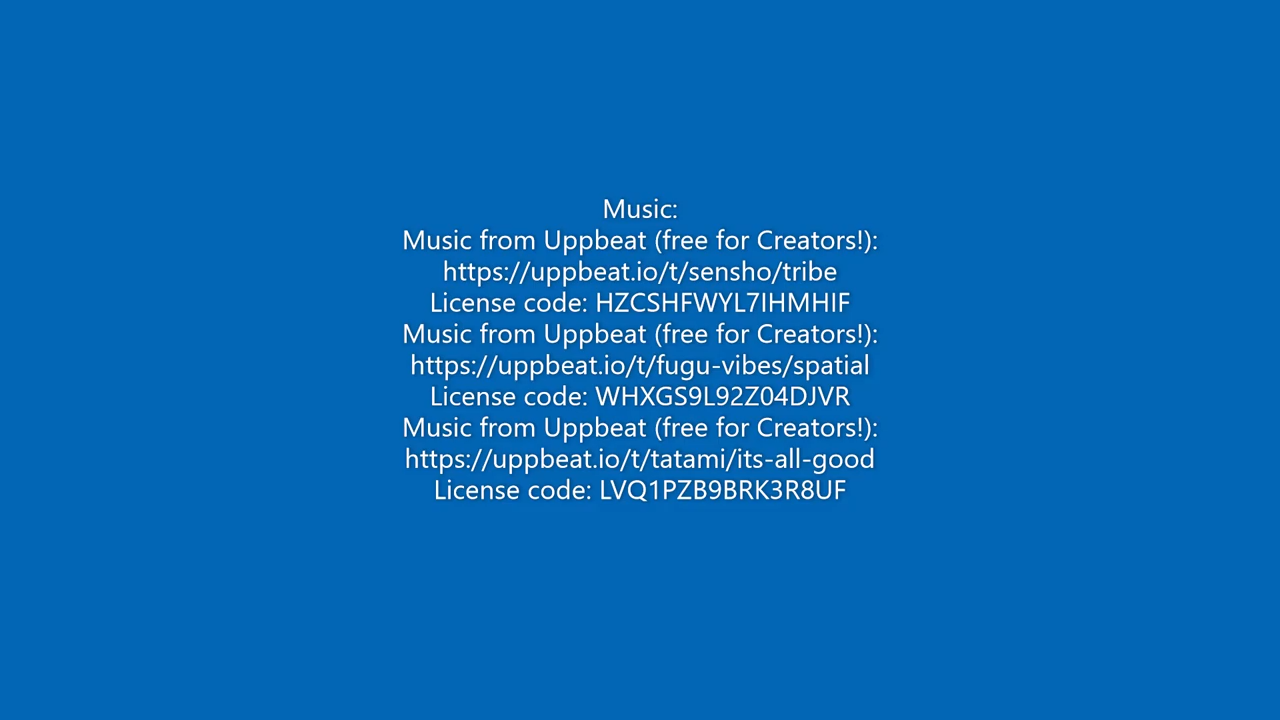 Music:
Music from Uppbeat (free for Creators!):
https://uppbeat.io/t/sensho/tribe
License code: HZCSHFWYL7IHMHIF
Music from Uppbeat (free for Creators!):
https://uppbeat.io/t/fugu-vibes/spatial
License code: WHXGS9L92Z04DJVR
Music from Uppbeat (free for Creators!):
https://uppbeat.io/t/tatami/its-all-good
License code: LVQ1PZB9BRK3R8UF